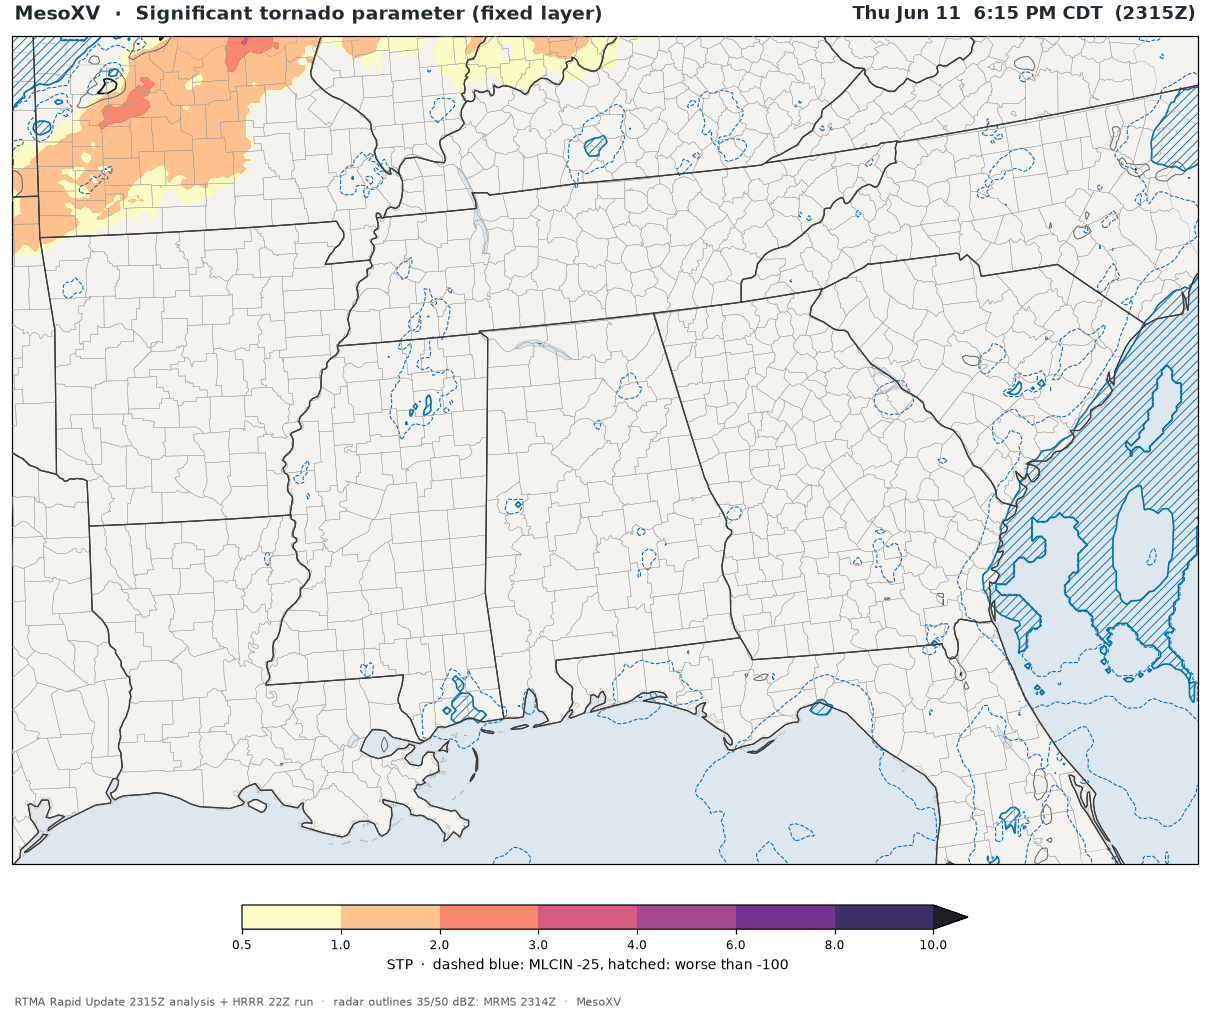 MesoXV · Significant tornado parameter (fixed layer)
Thu Jun 11 6:15 PM CDT (2315Z)
0.5 1.0 2.0 3.0 4.0 6.0 8.0 10.0
STP · dashed blue: MLCIN -25, hatched: worse than -100
RTMA Rapid Update 2315Z analysis + HRRR 22Z run · radar outlines 35/50 dBZ: MRMS 2314Z · MesoXV